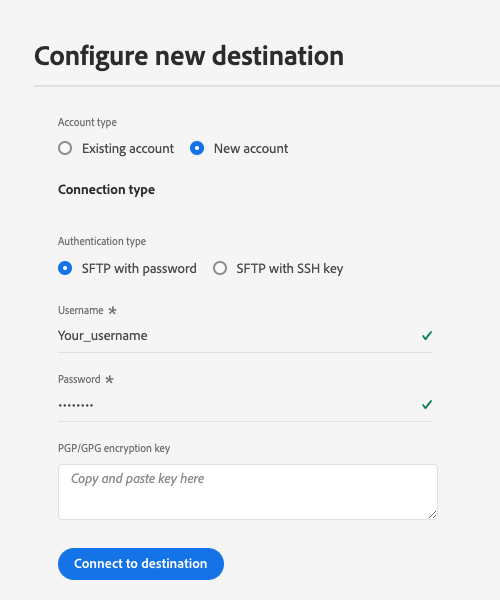 Configure new destination
Account type
Existing account New account
Connection type
Authentication type
SFTP with password SFTP with SSH key
Username *
Your_username
Password *
••••••••
PGP/GPG encryption key
Copy and paste key here
Connect to destination